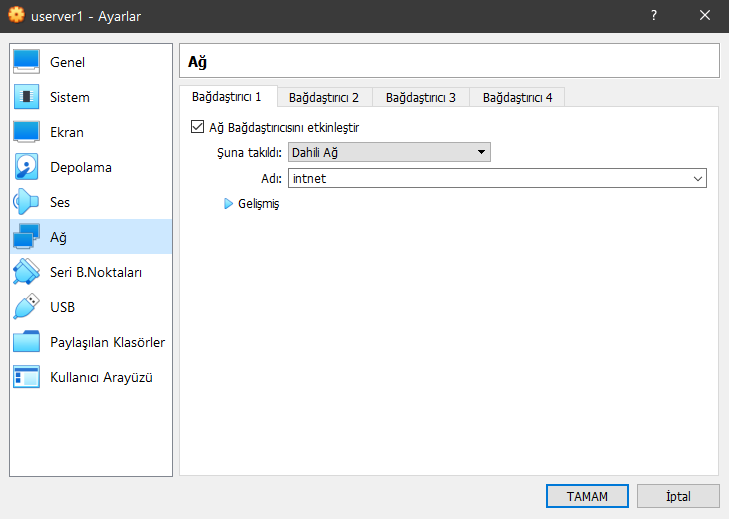 userver1 - Ayarlar
?
Genel
Sistem
Ekran
Depolama
Ses
Ağ
Seri B.Noktaları
USB
Paylaşılan Klasörler
Kullanıcı Arayüzü
Ağ
Bağdaştırıcı 1 Bağdaştırıcı 2 Bağdaştırıcı 3 Bağdaştırıcı 4
Ağ Bağdaştırıcısını etkinleştir
Şuna takıldı: Dahili Ağ
Adı: intnet
Gelişmiş
TAMAM İptal